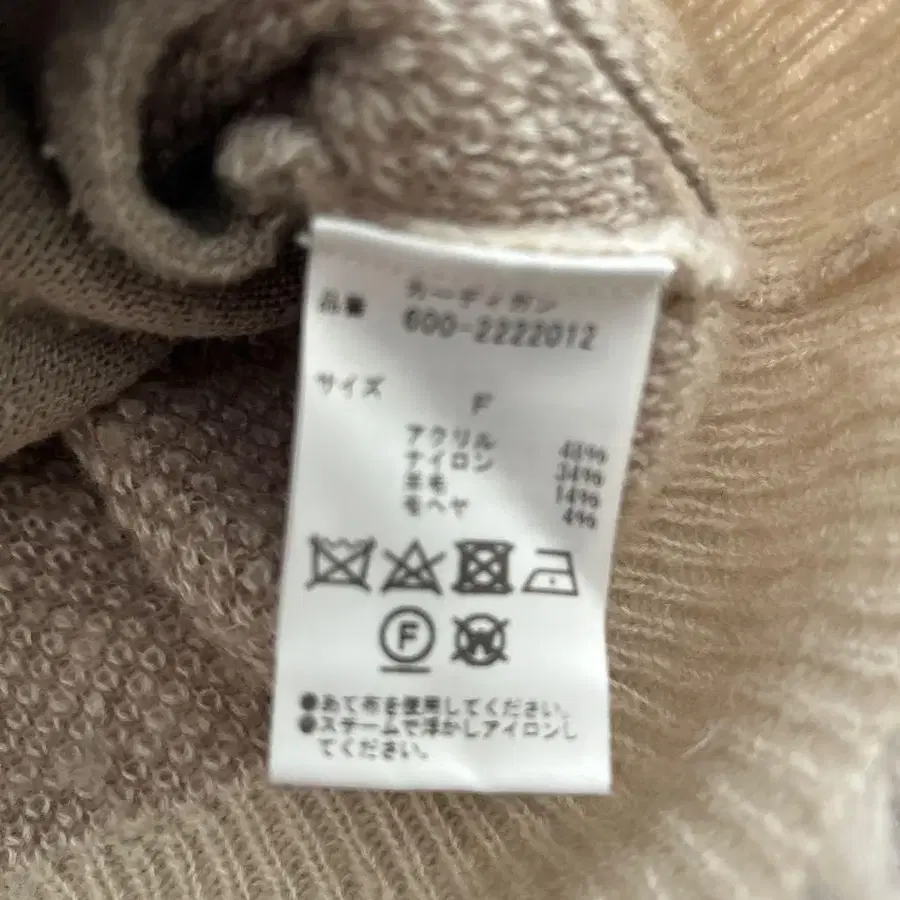 カーディガン
品番 600-2222012
サイズ F
アクリル 48%
ナイロン 34%
羊毛 14%
モヘヤ 4%
F W
●あて布を使用してください。
●スチームで浮かしアイロンし
てください。